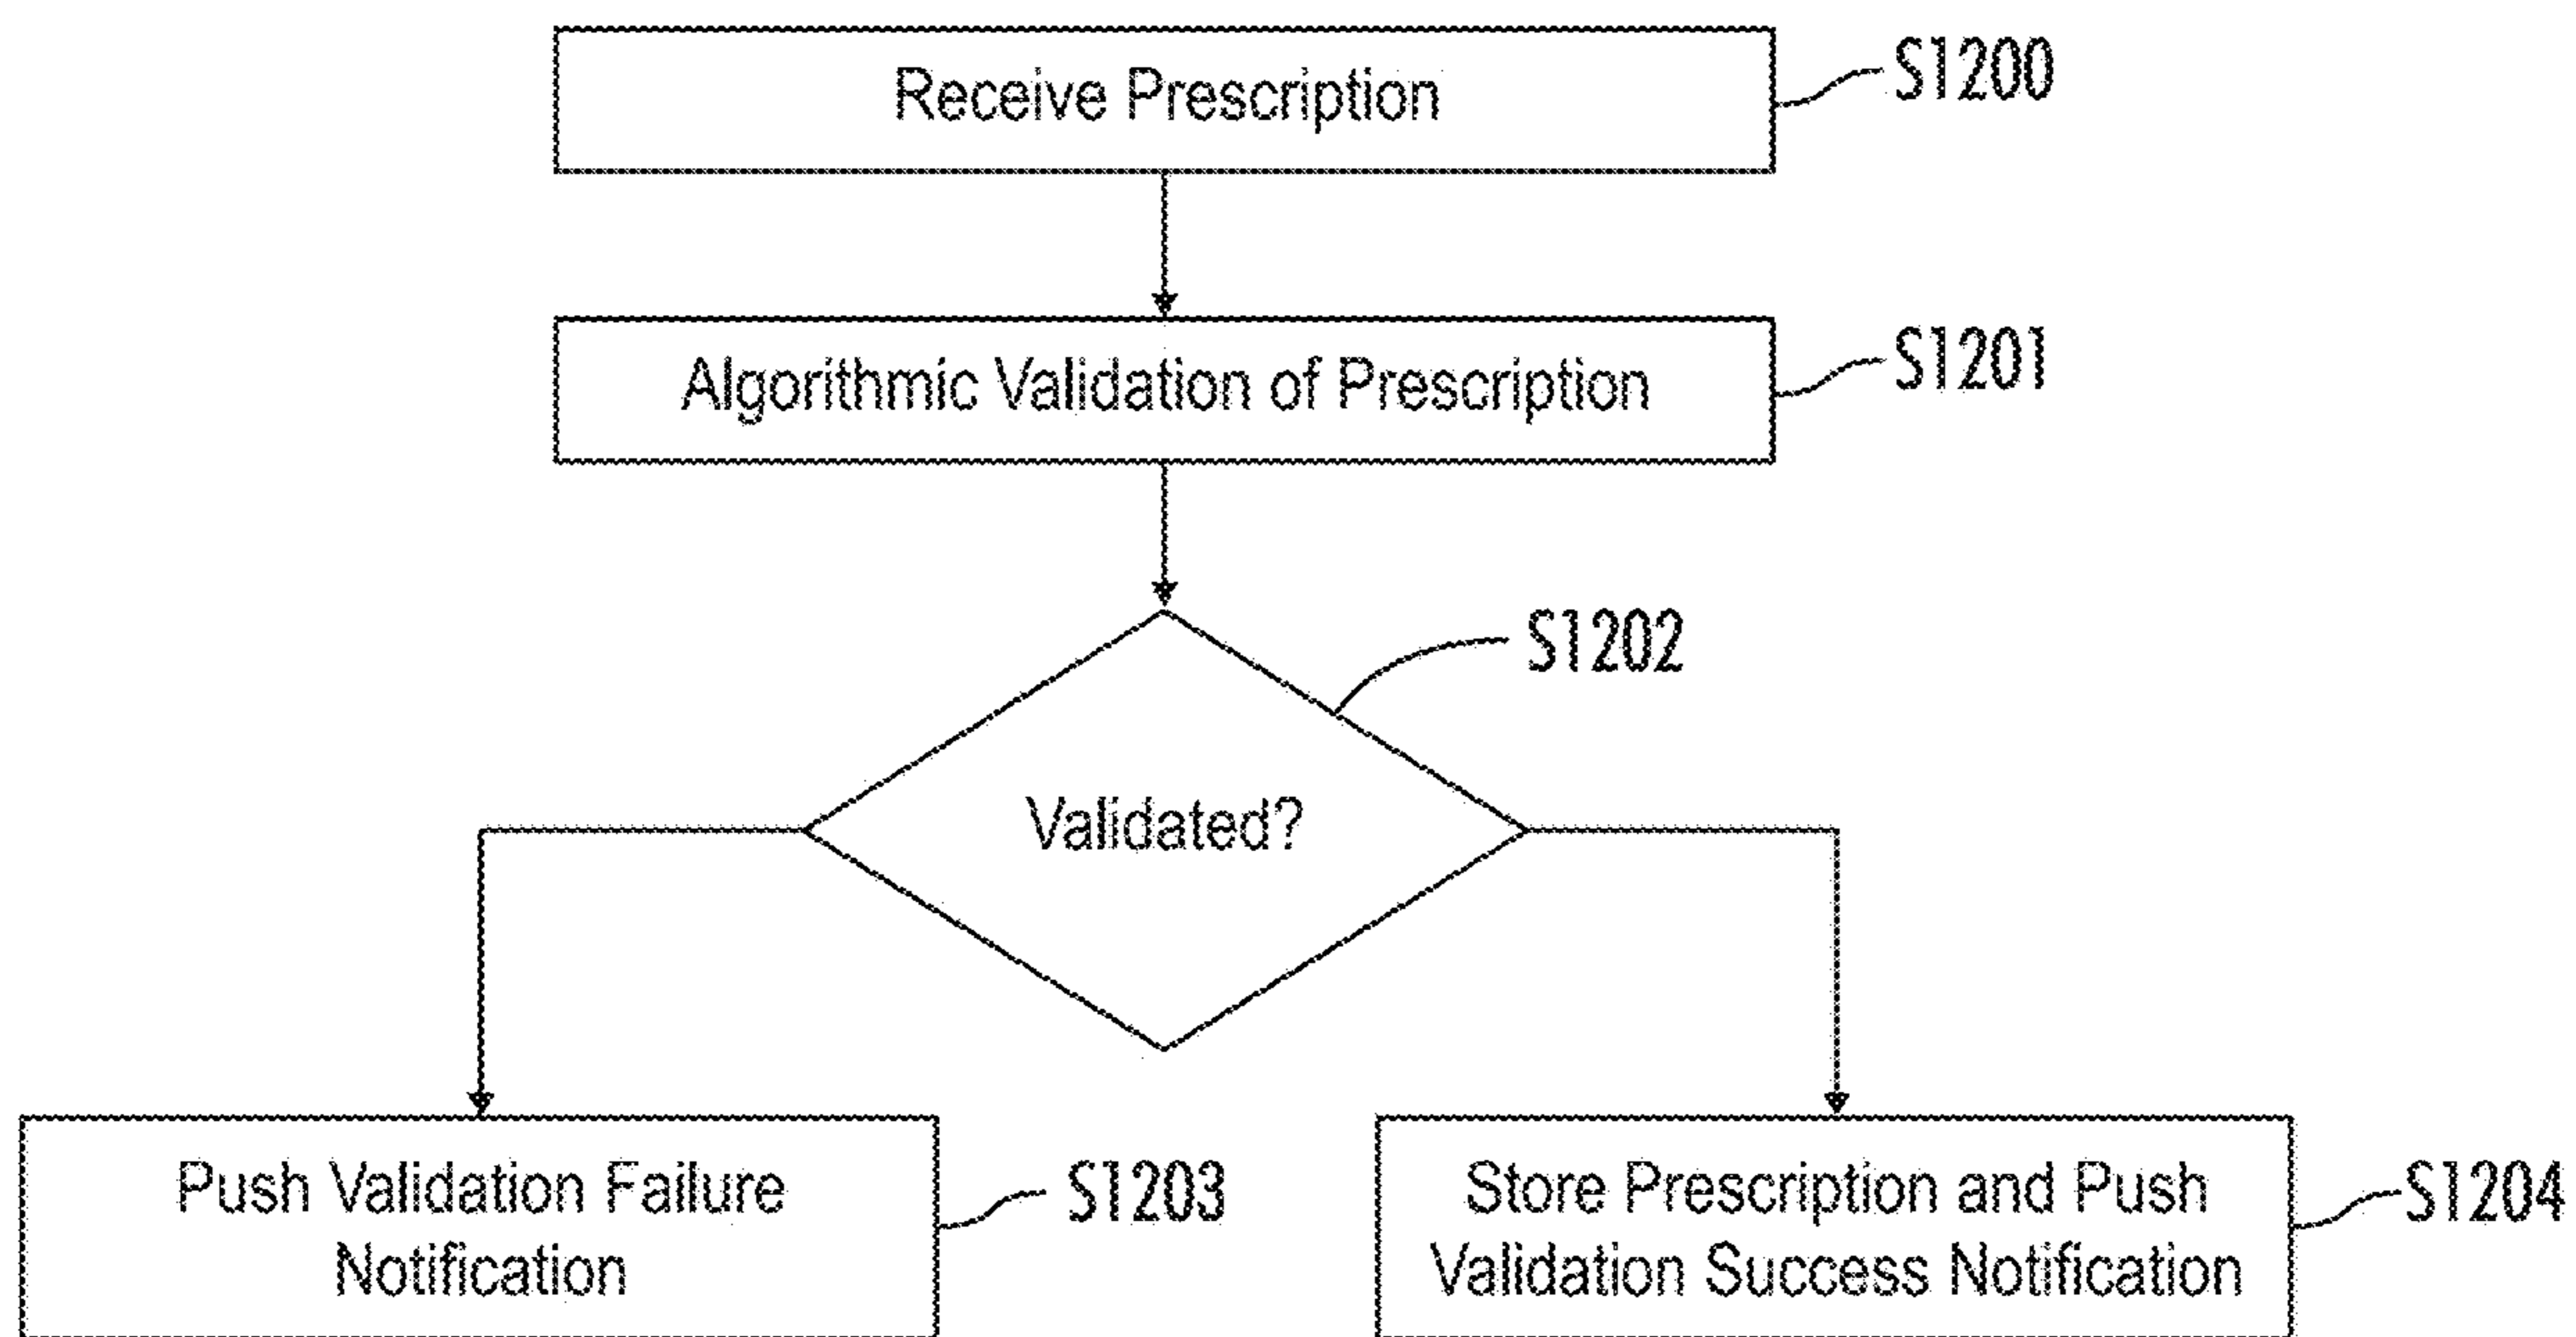 Receive Prescription
S1200
Algorithmic Validation of Prescription
S1201
S1202
Validated?
Push Validation Failure
Notification
S1203
Store Prescription and Push
Validation Success Notification
S1204